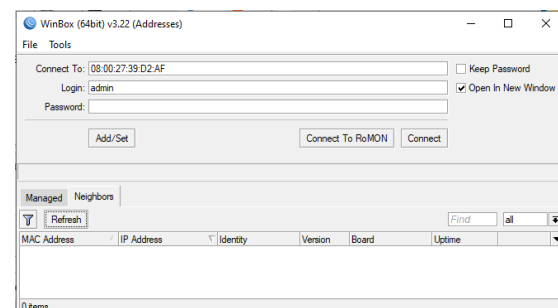 WinBox (64bit) v3.22 (Addresses)
File Tools
Connect To: 08:00:27:39:D2:AF
Keep Password
Login: admin
Open In New Window
Password:
Add/Set Connect To RoMON Connect
Managed Neighbors
Refresh Find all
MAC Address IP Address Identity Version Board Uptime
0 items